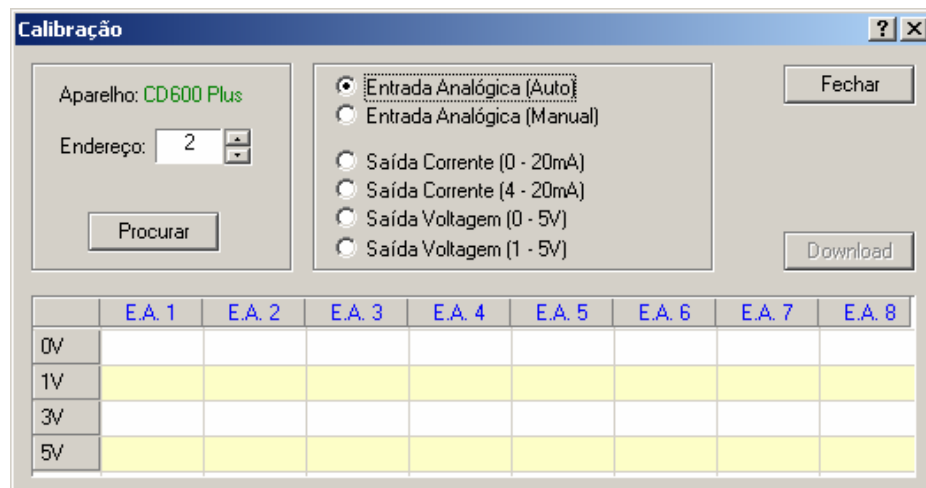 Calibração
Aparelho: CD600 Plus
Endereço: 2
Procurar
Entrada Analógica (Auto)
Entrada Analógica (Manual)
Saída Corrente (0 - 20mA)
Saída Corrente (4 - 20mA)
Saída Voltagem (0 - 5V)
Saída Voltagem (1 - 5V)
Fechar
Download
E.A. 1 E.A. 2 E.A. 3 E.A. 4 E.A. 5 E.A. 6 E.A. 7 E.A. 8
0V
1V
3V
5V